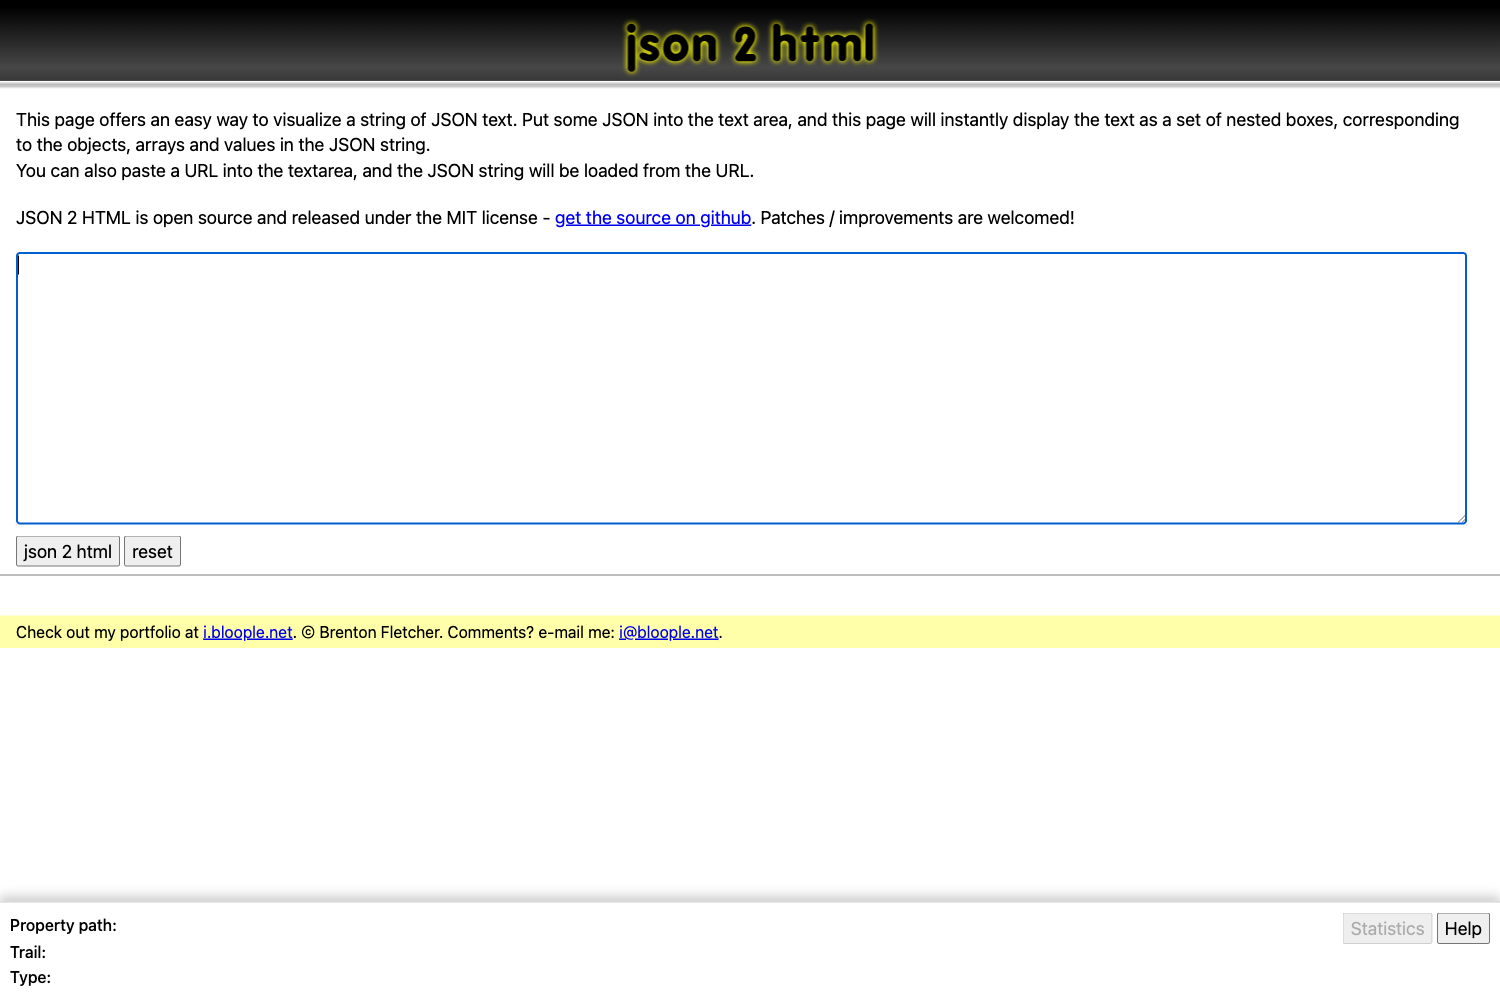 json 2 html
This page offers an easy way to visualize a string of JSON text. Put some JSON into the text area, and this page will instantly display the text as a set of nested boxes, corresponding
to the objects, arrays and values in the JSON string.
You can also paste a URL into the textarea, and the JSON string will be loaded from the URL.
JSON 2 HTML is open source and released under the MIT license - get the source on github. Patches / improvements are welcomed!
json 2 html reset
Check out my portfolio at i.bloople.net. © Brenton Fletcher. Comments? e-mail me: i@bloople.net.
Property path:
Statistics Help
Trail:
Type: